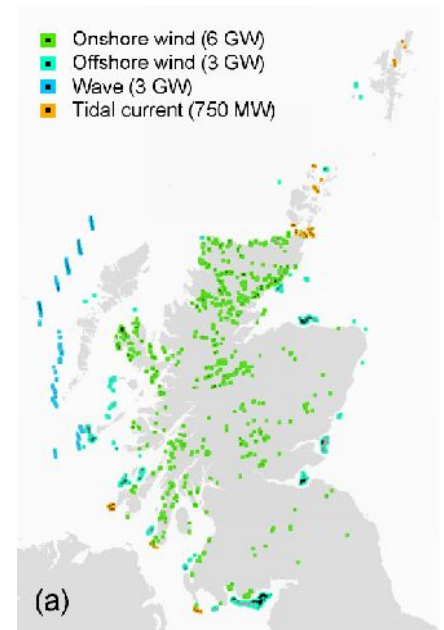 Onshore wind (6 GW)
Offshore wind (3 GW)
Wave (3 GW)
Tidal current (750 MW)
(a)